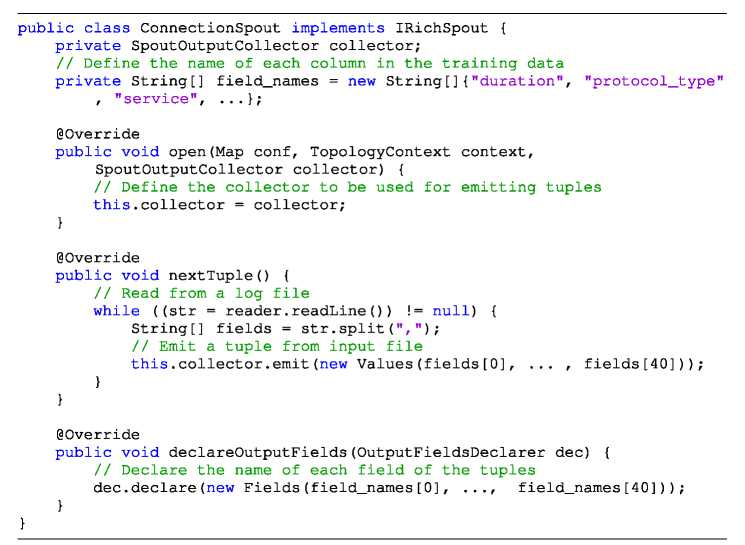 public class ConnectionSpout implements IRichSpout {
    private SpoutOutputCollector collector;
    // Define the name of each column in the training data
    private String[] field_names = new String[]{"duration", "protocol_type"
        , "service", ...};

    @Override
    public void open(Map conf, TopologyContext context,
        SpoutOutputCollector collector) {
        // Define the collector to be used for emitting tuples
        this.collector = collector;
    }

    @Override
    public void nextTuple() {
        // Read from a log file
        while ((str = reader.readLine()) != null) {
            String[] fields = str.split(",");
            // Emit a tuple from input file
            this.collector.emit(new Values(fields[0], ... , fields[40]));
        }
    }

    @Override
    public void declareOutputFields(OutputFieldsDeclarer dec) {
        // Declare the name of each field of the tuples
        dec.declare(new Fields(field_names[0], ...,  field_names[40]));
    }
}